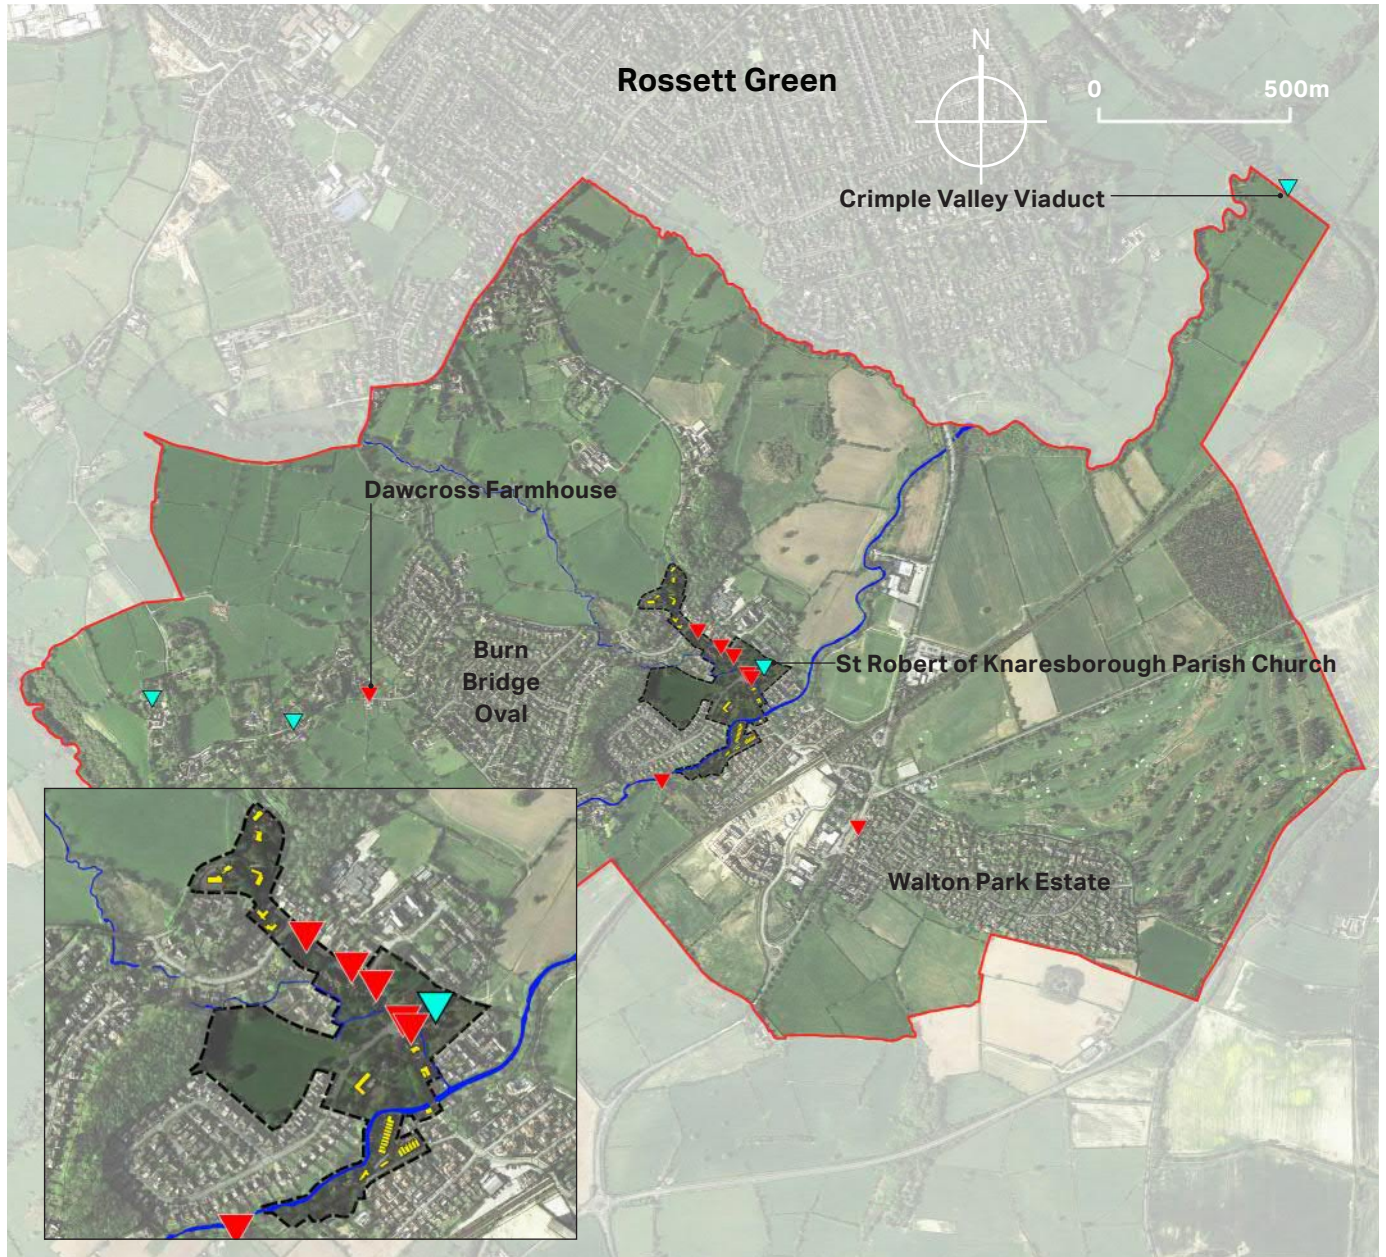 N
Rossett Green
0 500m
Crimple Valley Viaduct
Dawcross Farmhouse
Burn
Bridge
Oval
St Robert of Knaresborough Parish Church
Walton Park Estate